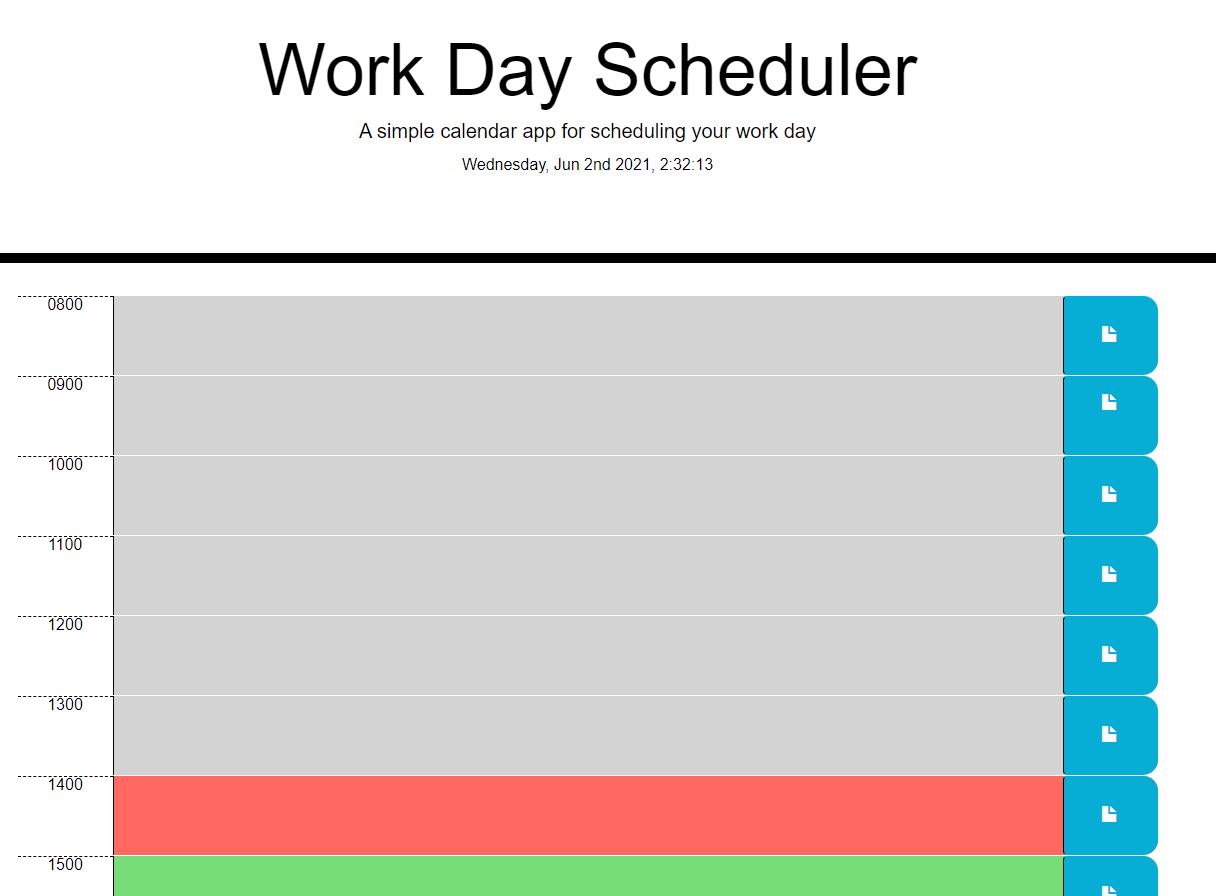 Work Day Scheduler
A simple calendar app for scheduling your work day
Wednesday, Jun 2nd 2021, 2:32:13
0800
0900
1000
1100
1200
1300
1400
1500